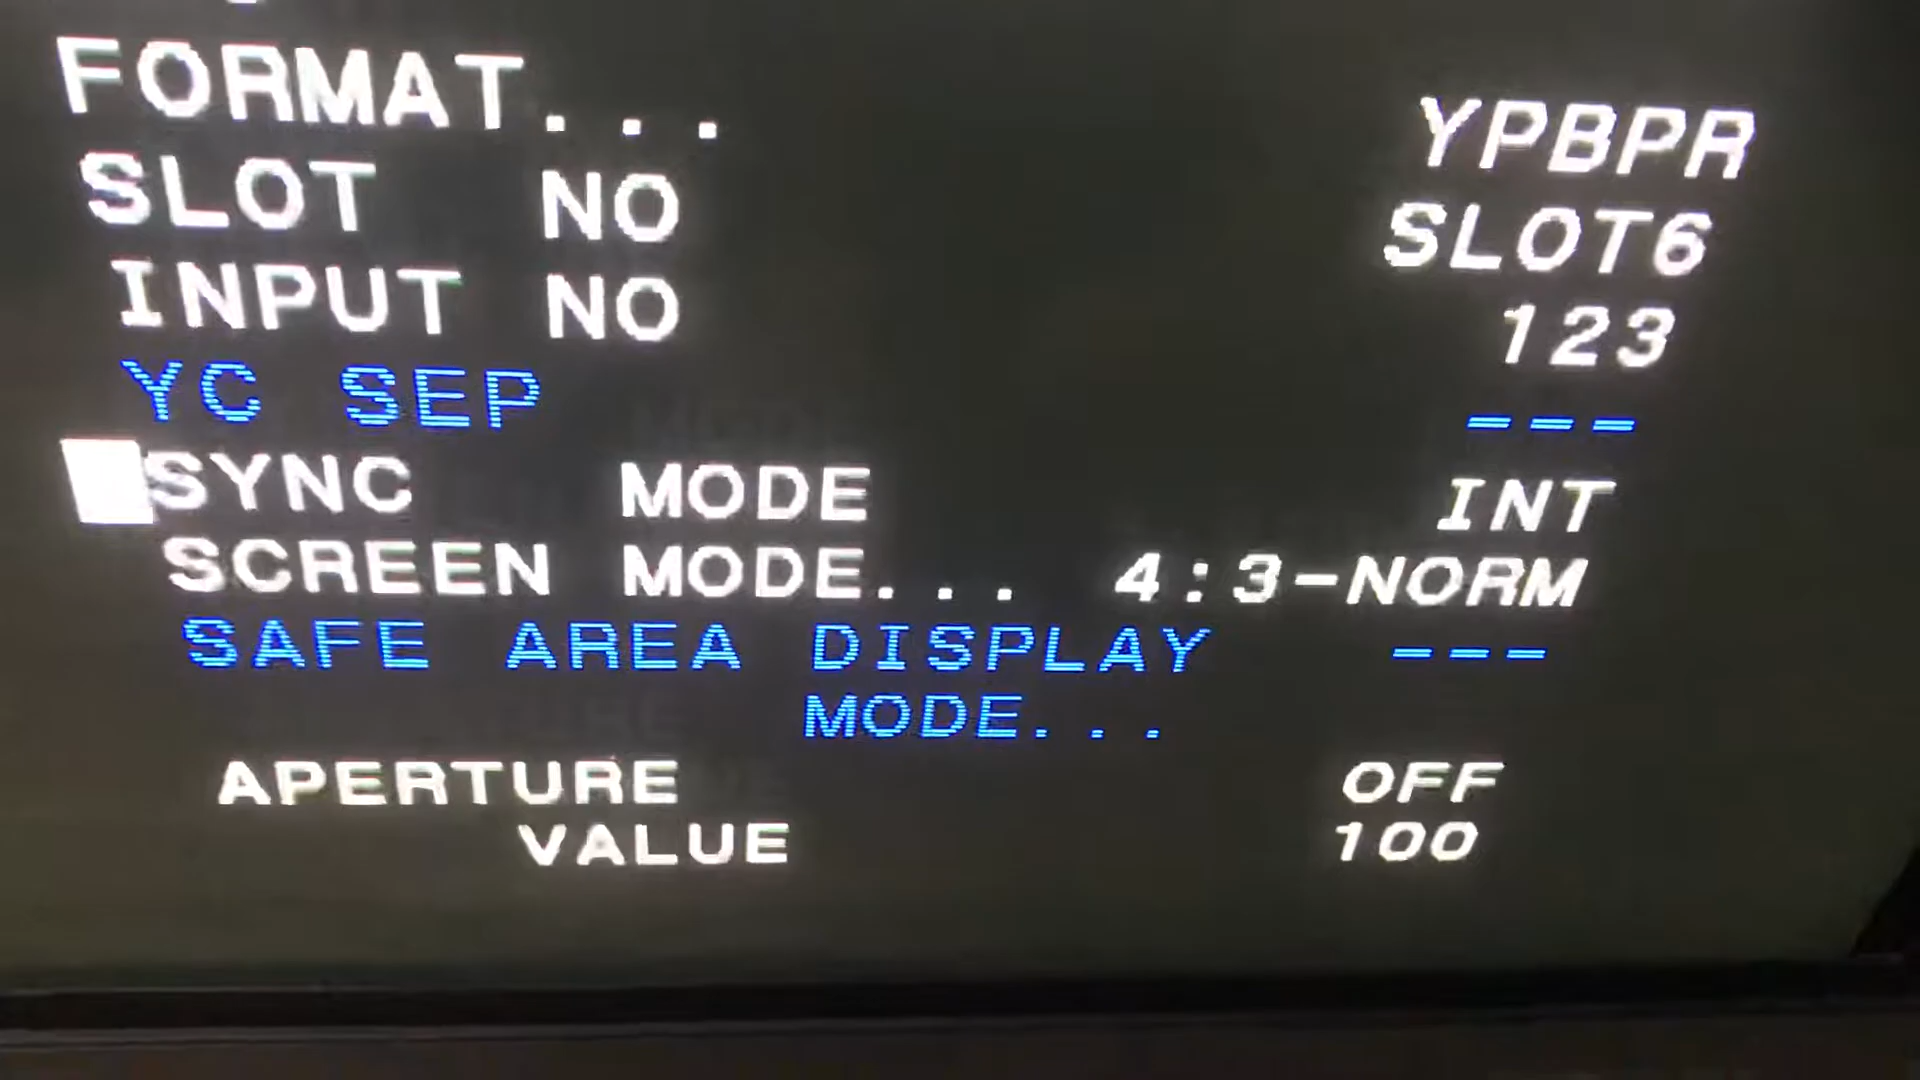 FORMAT... YPBPR
SLOT NO SLOT6
INPUT NO 123
YC SEP ---
SYNC MODE INT
SCREEN MODE... 4:3-NORM
SAFE AREA DISPLAY ---
MODE...
APERTURE OFF
VALUE 100